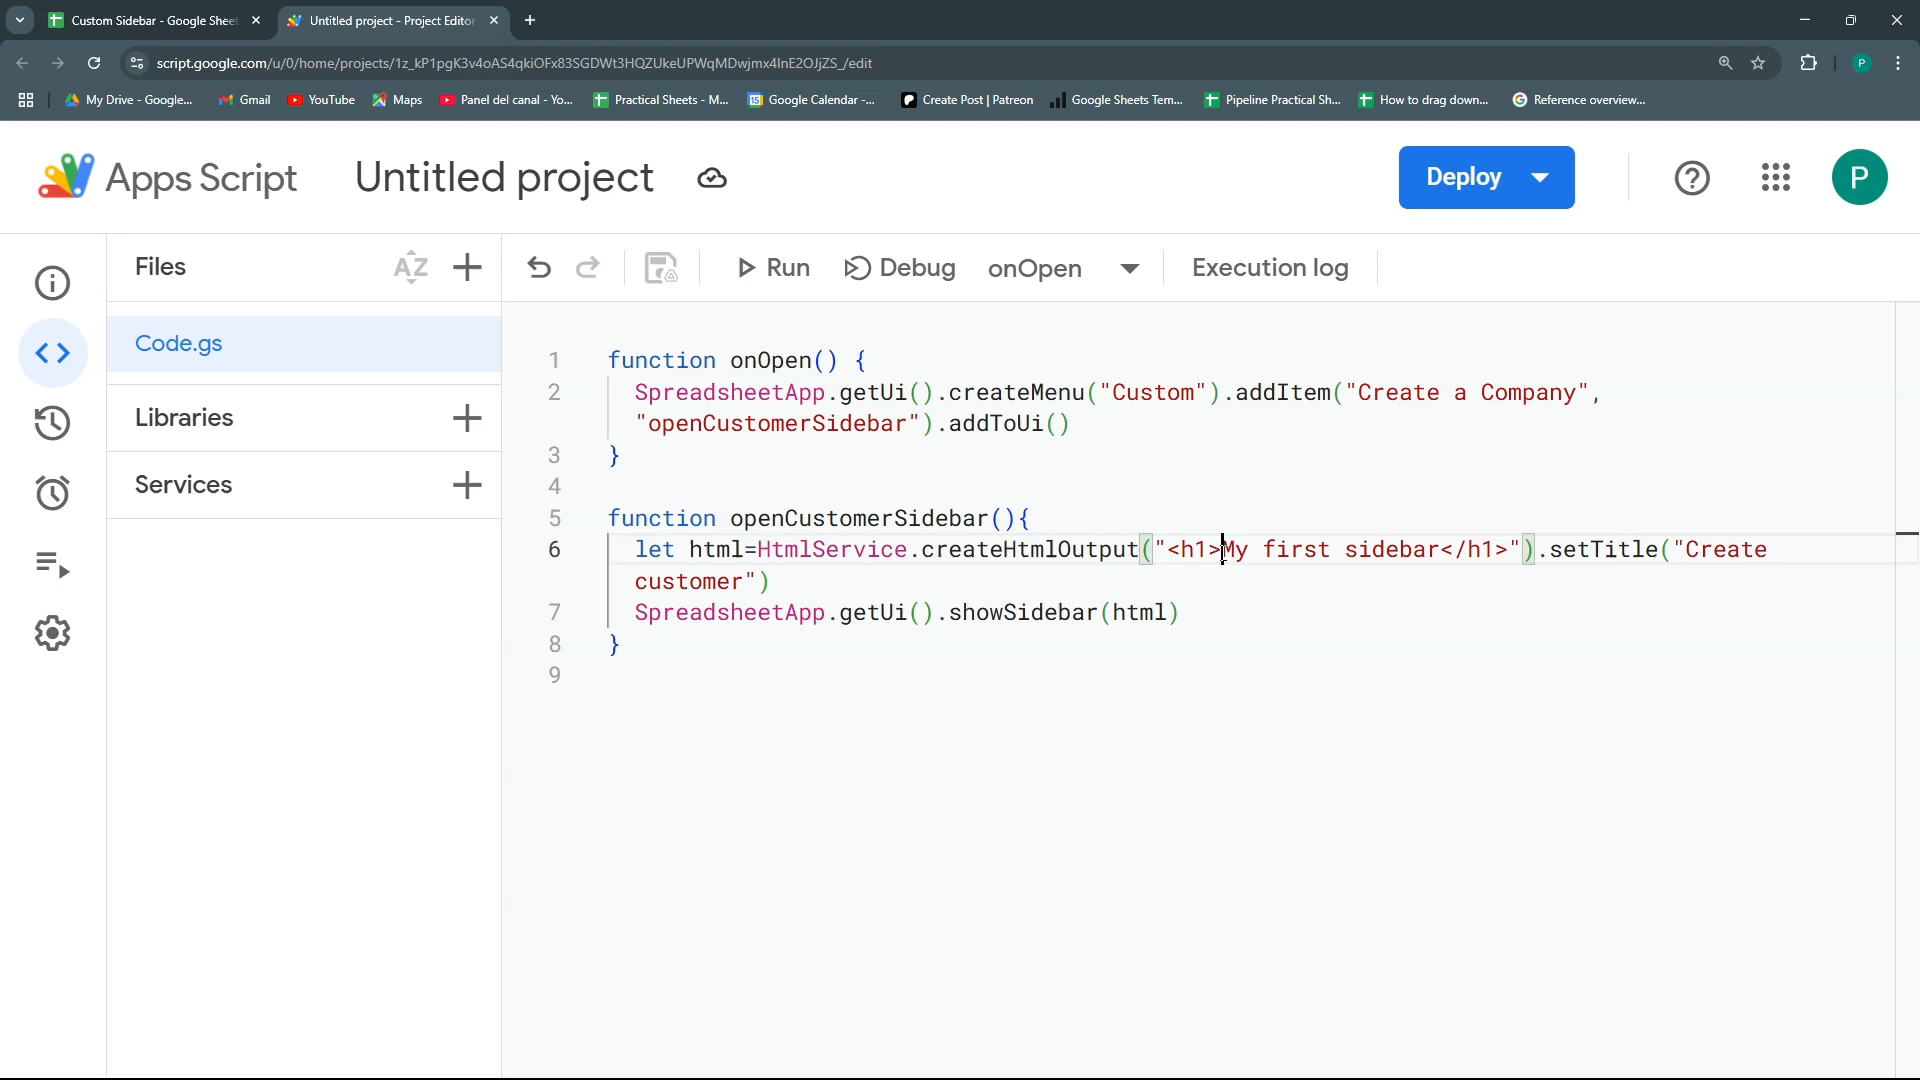 Custom Sidebar - Google Sheet
Untitled project - Project Editor
script.google.com/u/0/home/projects/1z_kP1pgK3v4oAS4qkiOFx83SGDWt3HQZUkeUPWqMDwjmx4lnE2OJjZS_/edit
P
My Drive - Google...
Gmail
YouTube
Maps
Panel del canal - Yo...
Practical Sheets - M...
Google Calendar -...
Create Post | Patreon
Google Sheets Tem...
Pipeline Practical Sh...
How to drag down...
Reference overview...
Apps Script
Untitled project
Deploy
P
Files
AZ
Run
Debug
onOpen
Execution log
Code.gs
Libraries
Services
1 function onOpen() {
2 SpreadsheetApp.getUi().createMenu("Custom").addItem("Create a Company",
"openCustomerSidebar").addToUi()
3 }
4
5 function openCustomerSidebar(){
6 let html=HtmlService.createHtmlOutput("<h1>My first sidebar</h1>").setTitle("Create
customer")
7 SpreadsheetApp.getUi().showSidebar(html)
8 }
9